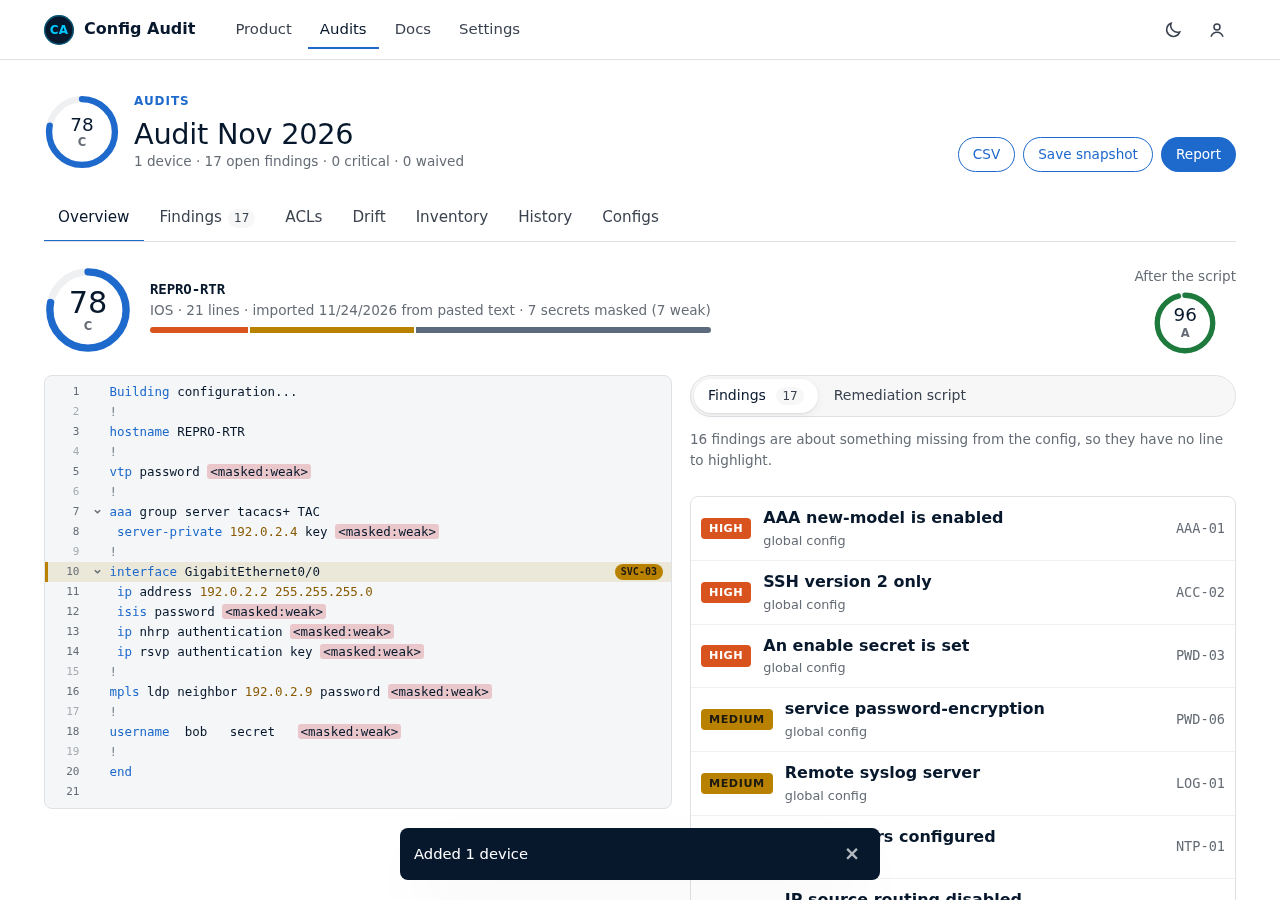 CA Config Audit Product Audits Docs Settings
78
C
AUDITS
Audit Nov 2026
1 device · 17 open findings · 0 critical · 0 waived
CSV Save snapshot Report
Overview Findings 17 ACLs Drift Inventory History Configs
78
C
REPRO-RTR
IOS · 21 lines · imported 11/24/2026 from pasted text · 7 secrets masked (7 weak)
After the script
96
A
1 Building configuration...
2 !
3 hostname REPRO-RTR
4 !
5 vtp password <masked:weak>
6 !
7 aaa group server tacacs+ TAC
8 server-private 192.0.2.4 key <masked:weak>
9 !
10 interface GigabitEthernet0/0 SVC-03
11 ip address 192.0.2.2 255.255.255.0
12 isis password <masked:weak>
13 ip nhrp authentication <masked:weak>
14 ip rsvp authentication key <masked:weak>
15 !
16 mpls ldp neighbor 192.0.2.9 password <masked:weak>
17 !
18 username  bob   secret   <masked:weak>
19 !
20 end
21
Findings 17 Remediation script
16 findings are about something missing from the config, so they have no line
to highlight.
HIGH AAA new-model is enabled AAA-01
global config
HIGH SSH version 2 only ACC-02
global config
HIGH An enable secret is set PWD-03
global config
MEDIUM service password-encryption PWD-06
global config
MEDIUM Remote syslog server LOG-01
global config
configured NTP-01
IP source routing disabled
Added 1 device